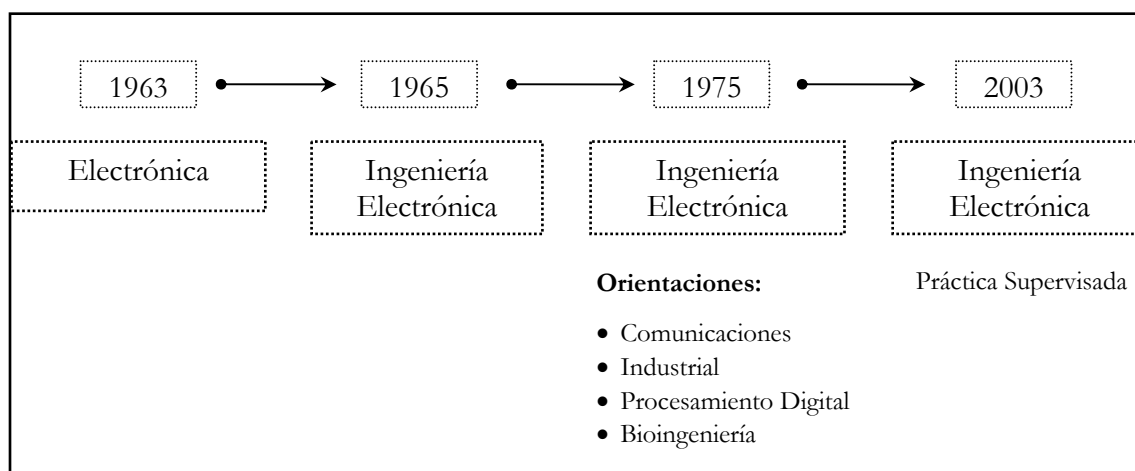 1963
1965
1975
2003
Electrónica
Ingeniería
Electrónica
Ingeniería
Electrónica
Ingeniería
Electrónica
Orientaciones:
• Comunicaciones
• Industrial
• Procesamiento Digital
• Bioingeniería
Práctica Supervisada